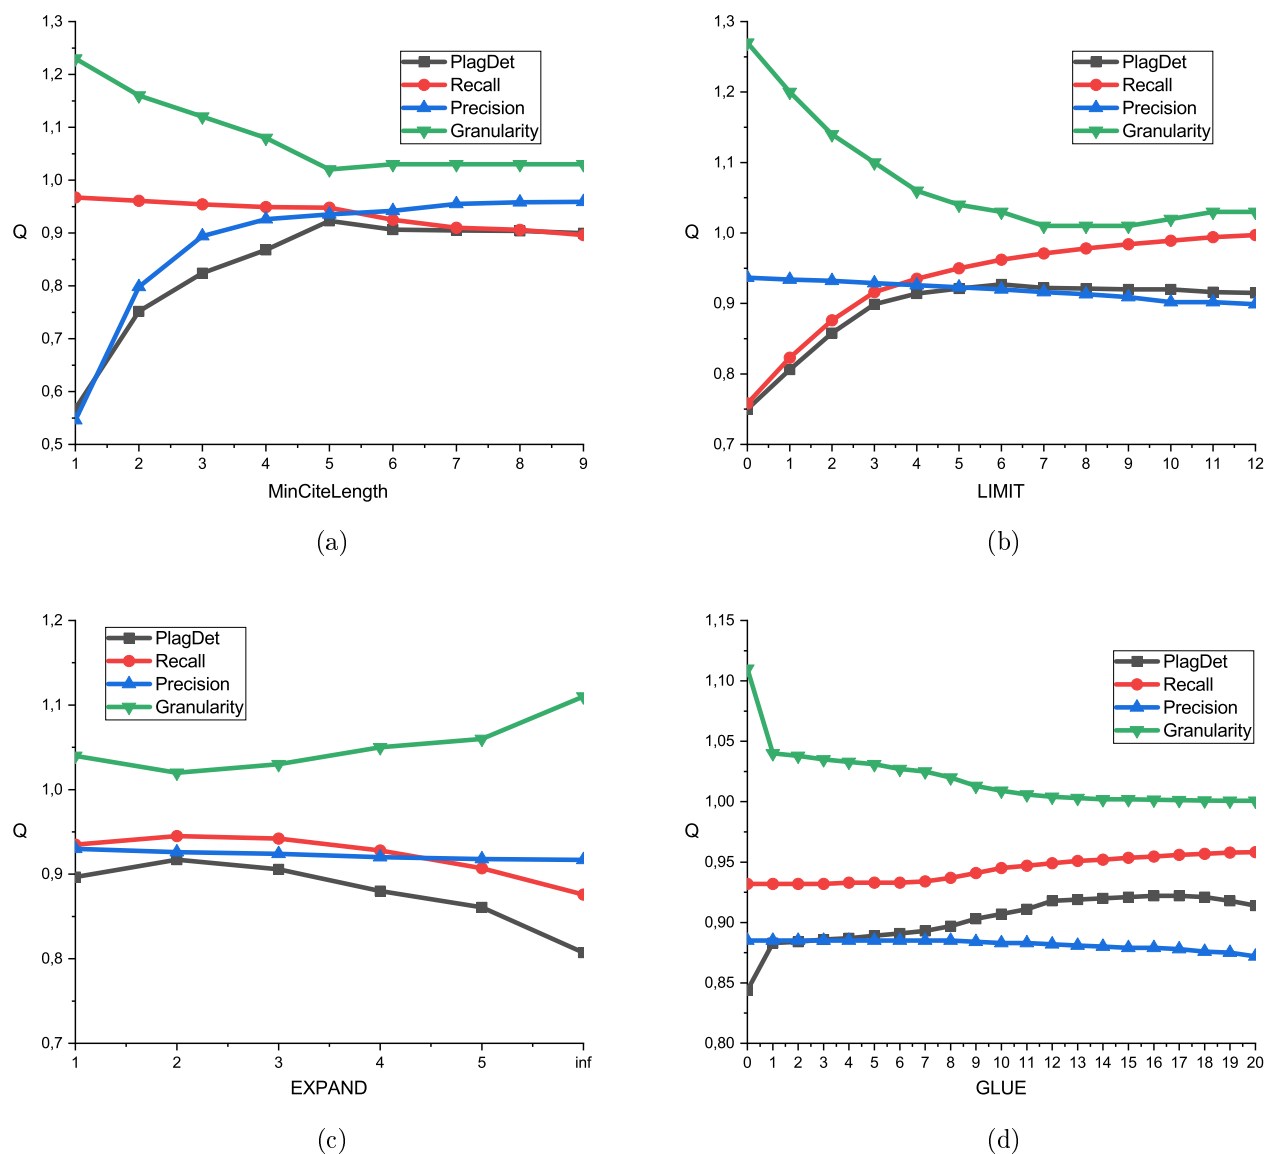 1,3
1,2
1,1
1,0
0,9
0,8
0,7
0,6
0,5
Q
PlagDet
Recall
Precision
Granularity
1 2 3 4 5 6 7 8 9
MinCiteLength
(a)
1,3
1,2
1,1
1,0
0,9
0,8
0,7
Q
PlagDet
Recall
Precision
Granularity
0 1 2 3 4 5 6 7 8 9 10 11 12
LIMIT
(b)
1,2
1,1
1,0
0,9
0,8
0,7
Q
PlagDet
Recall
Precision
Granularity
1 2 3 4 5 inf
EXPAND
(c)
1,15
1,10
1,05
1,00
0,95
0,90
0,85
0,80
Q
PlagDet
Recall
Precision
Granularity
0 1 2 3 4 5 6 7 8 9 10 11 12 13 14 15 16 17 18 19 20
GLUE
(d)